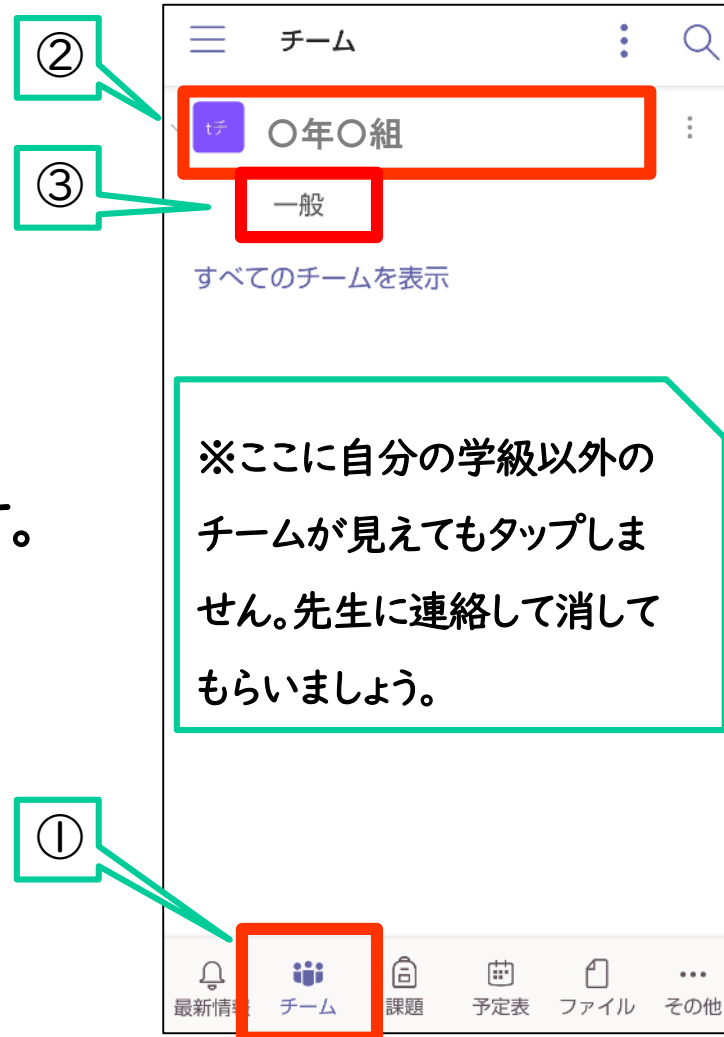 ②
チーム
tチ
〇年〇組
③
一般
すべてのチームを表示
※ここに自分の学級以外の
チームが見えてもタップしま
せん。先生に連絡して消して
もらいましょう。
。
①
最新情報
チーム
課題
予定表
ファイル
その他